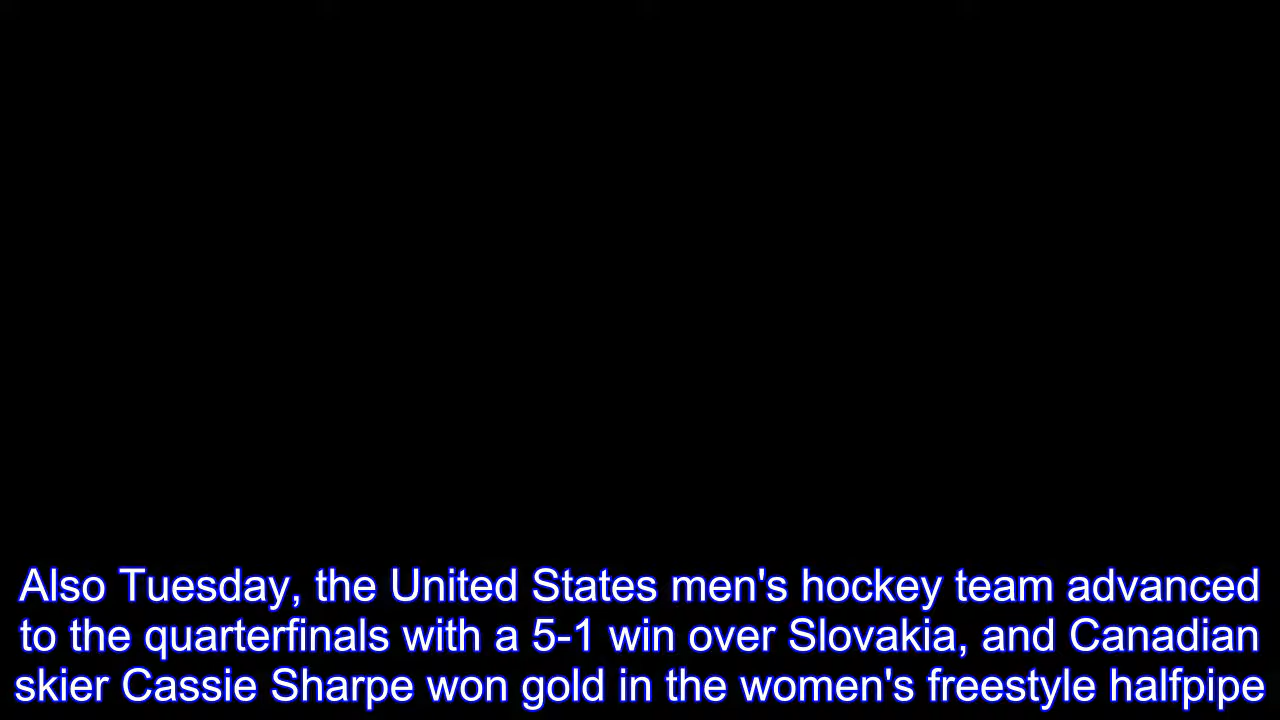 Also Tuesday, the United States men's hockey team advanced
to the quarterfinals with a 5-1 win over Slovakia, and Canadian
skier Cassie Sharpe won gold in the women's freestyle halfpipe